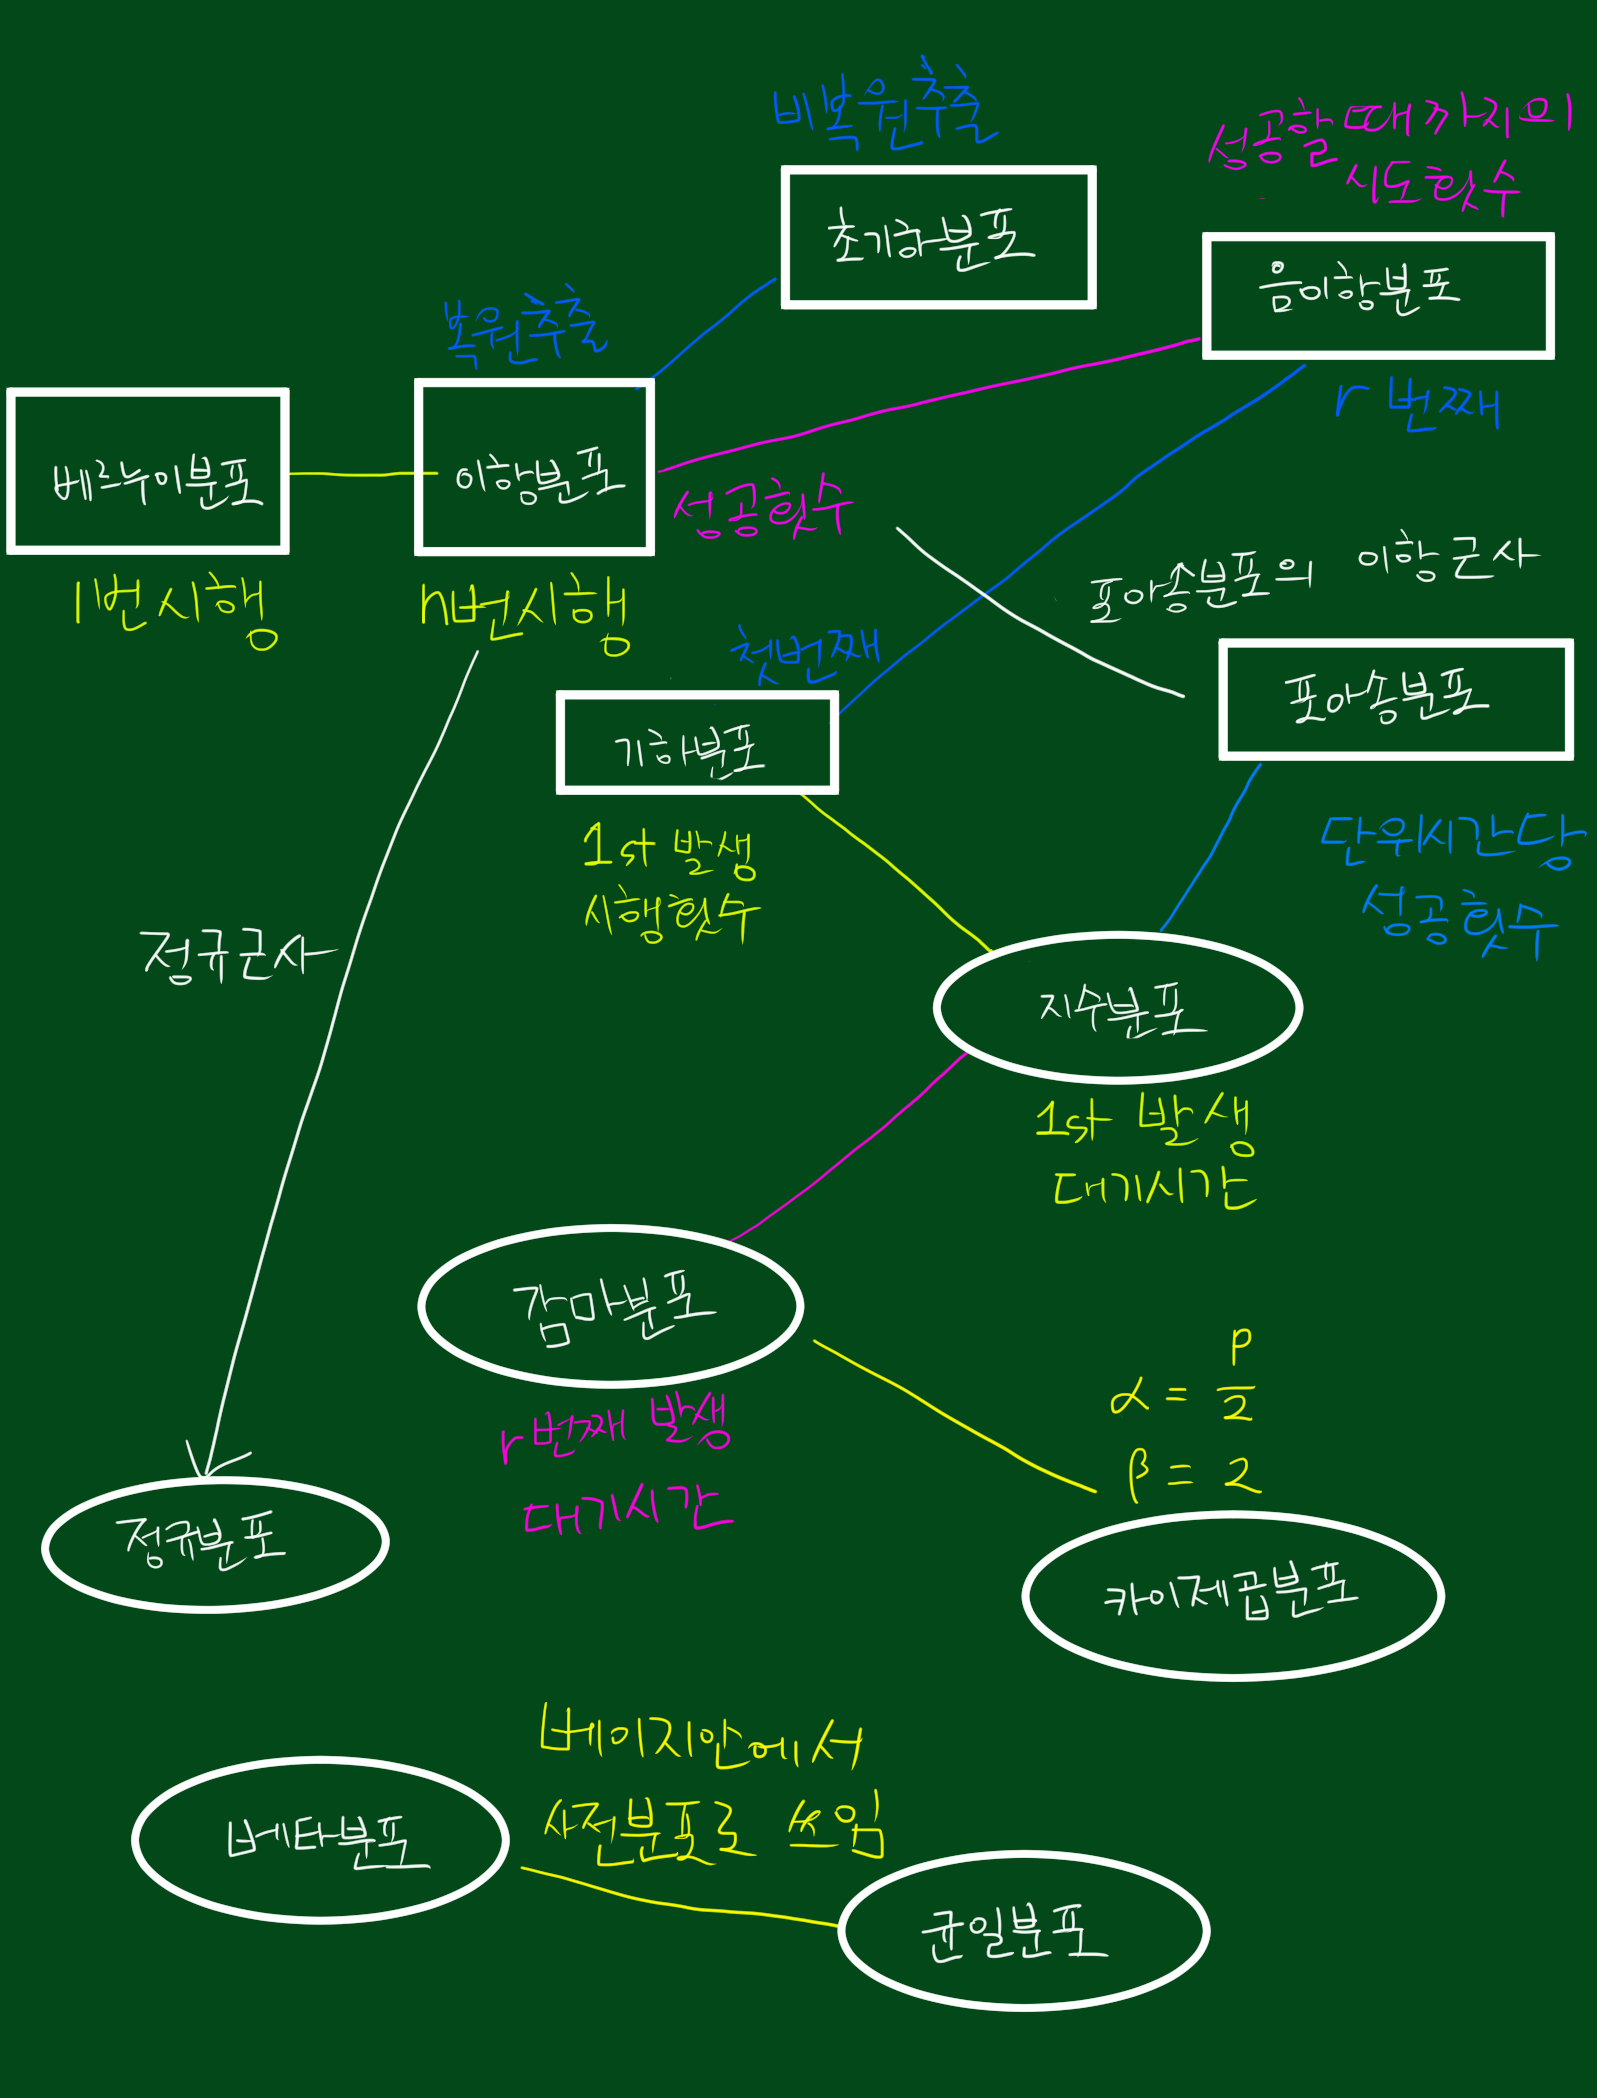 비복원추출
성공할때까지의
시도횟수
초기하분포
음이항분포
복원추출
r번째
베르누이분포
이항분포
성공횟수
1번시행
n번시행
포아송분포의 이항근사
첫번째
포아송분포
기하분포
1st 발생
시행횟수
단위시간당
성공횟수
정규근사
지수분포
1st 발생
대기시간
감마분포
α = p/2
β = 2
r번째 발생
대기시간
정규분포
카이제곱분포
베이지안에서
사전분포로 쓰임
베타분포
균일분포